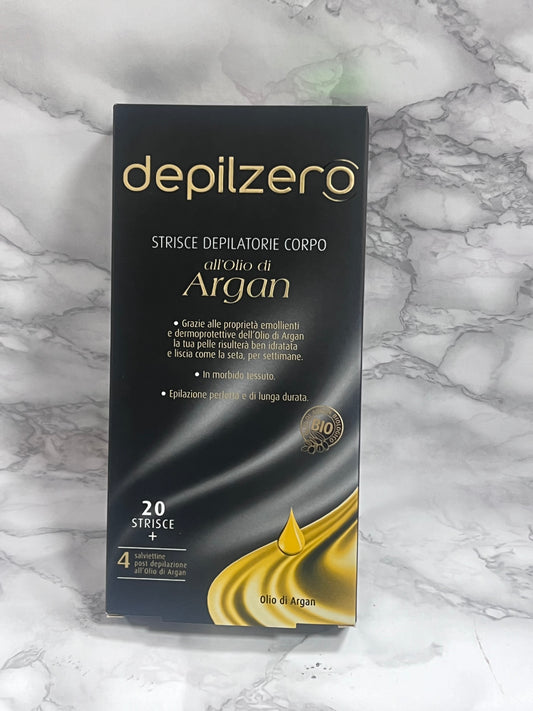 depilzero
STRISCE DEPILATORIE CORPO
all'Olio di
Argan
• Grazie alle proprietà emollienti
e dermoprotettive dell'Olio di Argan
la tua pelle risulterà ben idratata
e liscia come la seta, per settimane.
• In morbido tessuto.
• Epilazione perfetta e di lunga durata.
BIO
20
STRISCE
+
4
salviettine
post depilazione
all'Olio di Argan
Olio di Argan